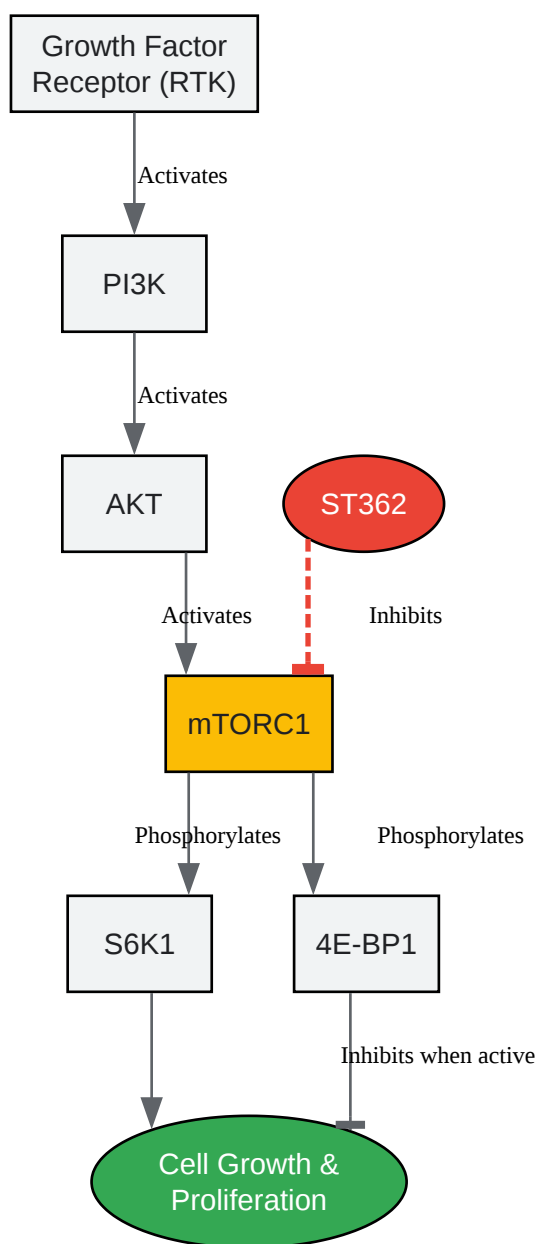 Growth Factor
Receptor (RTK)
Activates
PI3K
Activates
AKT
ST362
Activates
Inhibits
mTORC1
Phosphorylates
Phosphorylates
S6K1
4E-BP1
Inhibits when active
Cell Growth &
Proliferation